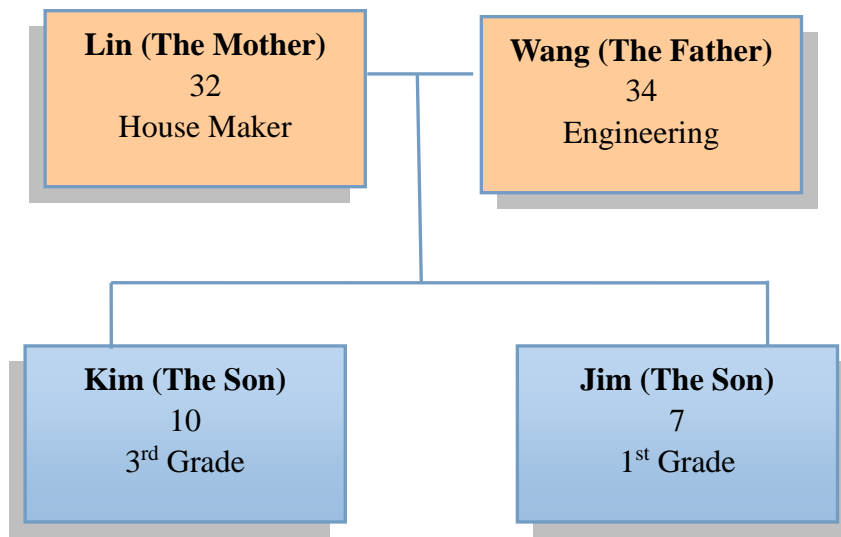 Lin (The Mother)
32
House Maker
Wang (The Father)
34
Engineering
Kim (The Son)
10
3rd Grade
Jim (The Son)
7
1st Grade